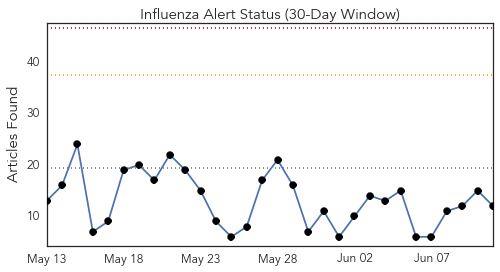 Influenza Alert Status (30-Day Window)
Articles Found
40
30
20
10
May 13 May 18 May 23 May 28 Jun 02 Jun 07